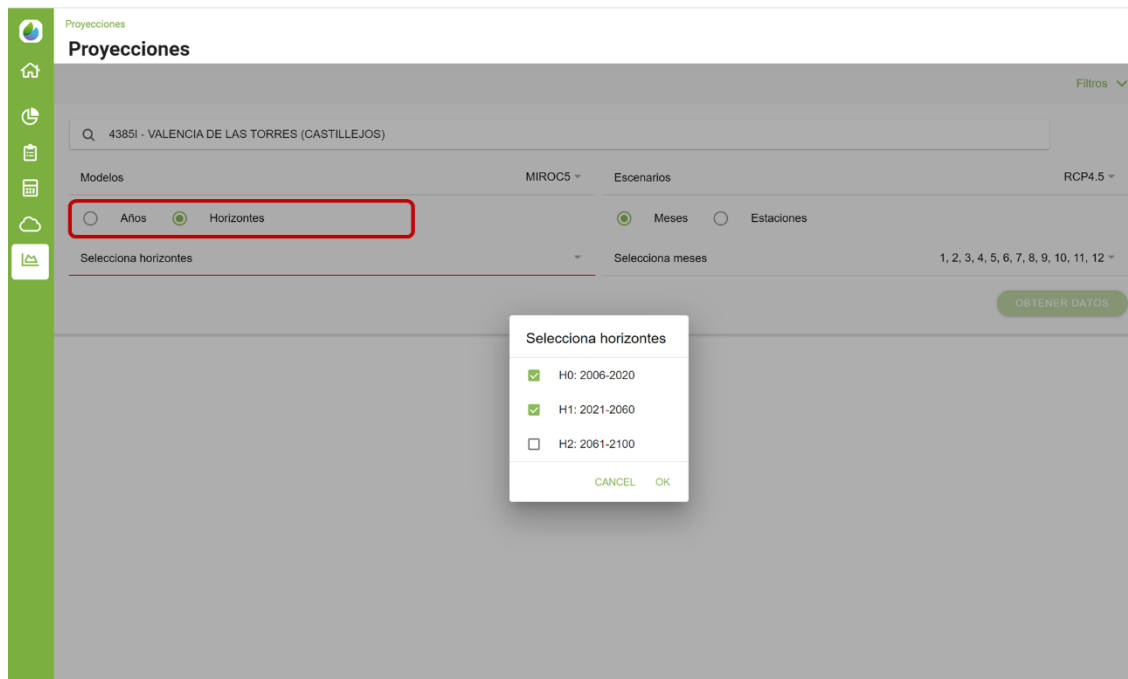 Proyecciones
Proyecciones
Filtros
4385I - VALENCIA DE LAS TORRES (CASTILLEJOS)
Modelos MIROC5 Escenarios RCP4.5
Años Horizontes Meses Estaciones
Selecciona horizontes Selecciona meses 1, 2, 3, 4, 5, 6, 7, 8, 9, 10, 11, 12
OBTENER DATOS
Selecciona horizontes
H0: 2006-2020
H1: 2021-2060
H2: 2061-2100
CANCEL OK